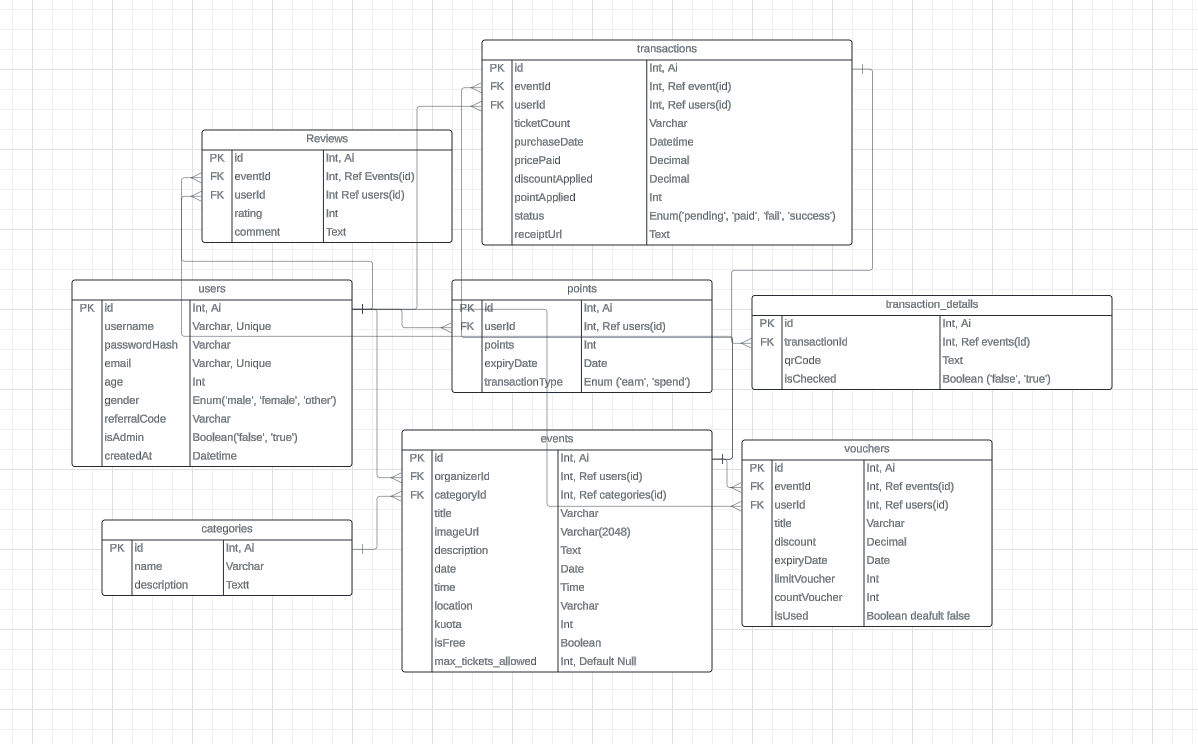 transactions
PK id Int, Ai
FK eventId Int, Ref event(id)
FK userId Int, Ref users(id)
ticketCount Varchar
purchaseDate Datetime
pricePaid Decimal
discountApplied Decimal
pointApplied Int
status Enum('pending', 'paid', 'fail', 'success')
receiptUrl Text
Reviews
PK id Int, Ai
FK eventId Int, Ref Events(id)
FK userId Int Ref users(id)
rating Int
comment Text
users
PK id Int, Ai
username Varchar, Unique
passwordHash Varchar
email Varchar, Unique
age Int
gender Enum('male', 'female', 'other')
referralCode Varchar
isAdmin Boolean('false', 'true')
createdAt Datetime
points
PK id Int, Ai
FK userId Int, Ref users(id)
points Int
expiryDate Date
transactionType Enum ('earn', 'spend')
transaction_details
PK id Int, Ai
FK transactionId Int, Ref events(id)
qrCode Text
isChecked Boolean ('false', 'true')
events
PK id Int, Ai
FK organizerId Int, Ref users(id)
FK categoryId Int, Ref categories(id)
title Varchar
imageUrl Varchar(2048)
description Text
date Date
time Time
location Varchar
kuota Int
isFree Boolean
max_tickets_allowed Int, Default Null
vouchers
PK id Int, Ai
FK eventId Int, Ref events(id)
FK userId Int, Ref users(id)
title Varchar
discount Decimal
expiryDate Date
limitVoucher Int
countVoucher Int
isUsed Boolean deafult false
categories
PK id Int, Ai
name Varchar
description Textt